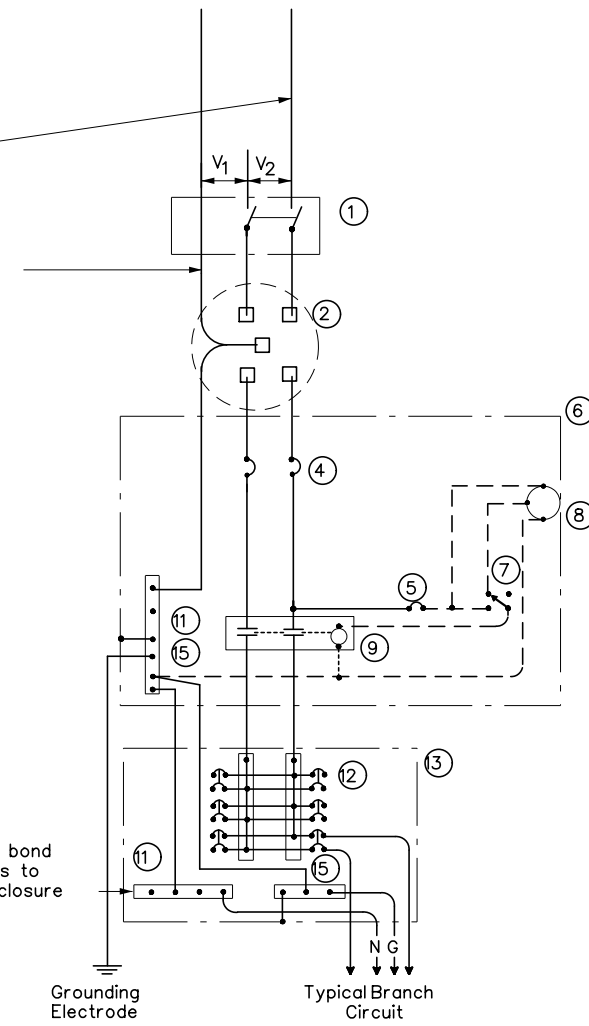 V1 V2
1
2
6
4
8
7
5
11
15
9
13
12
bond
s to
closure
11
15
N G
Grounding
Electrode
Typical Branch
Circuit